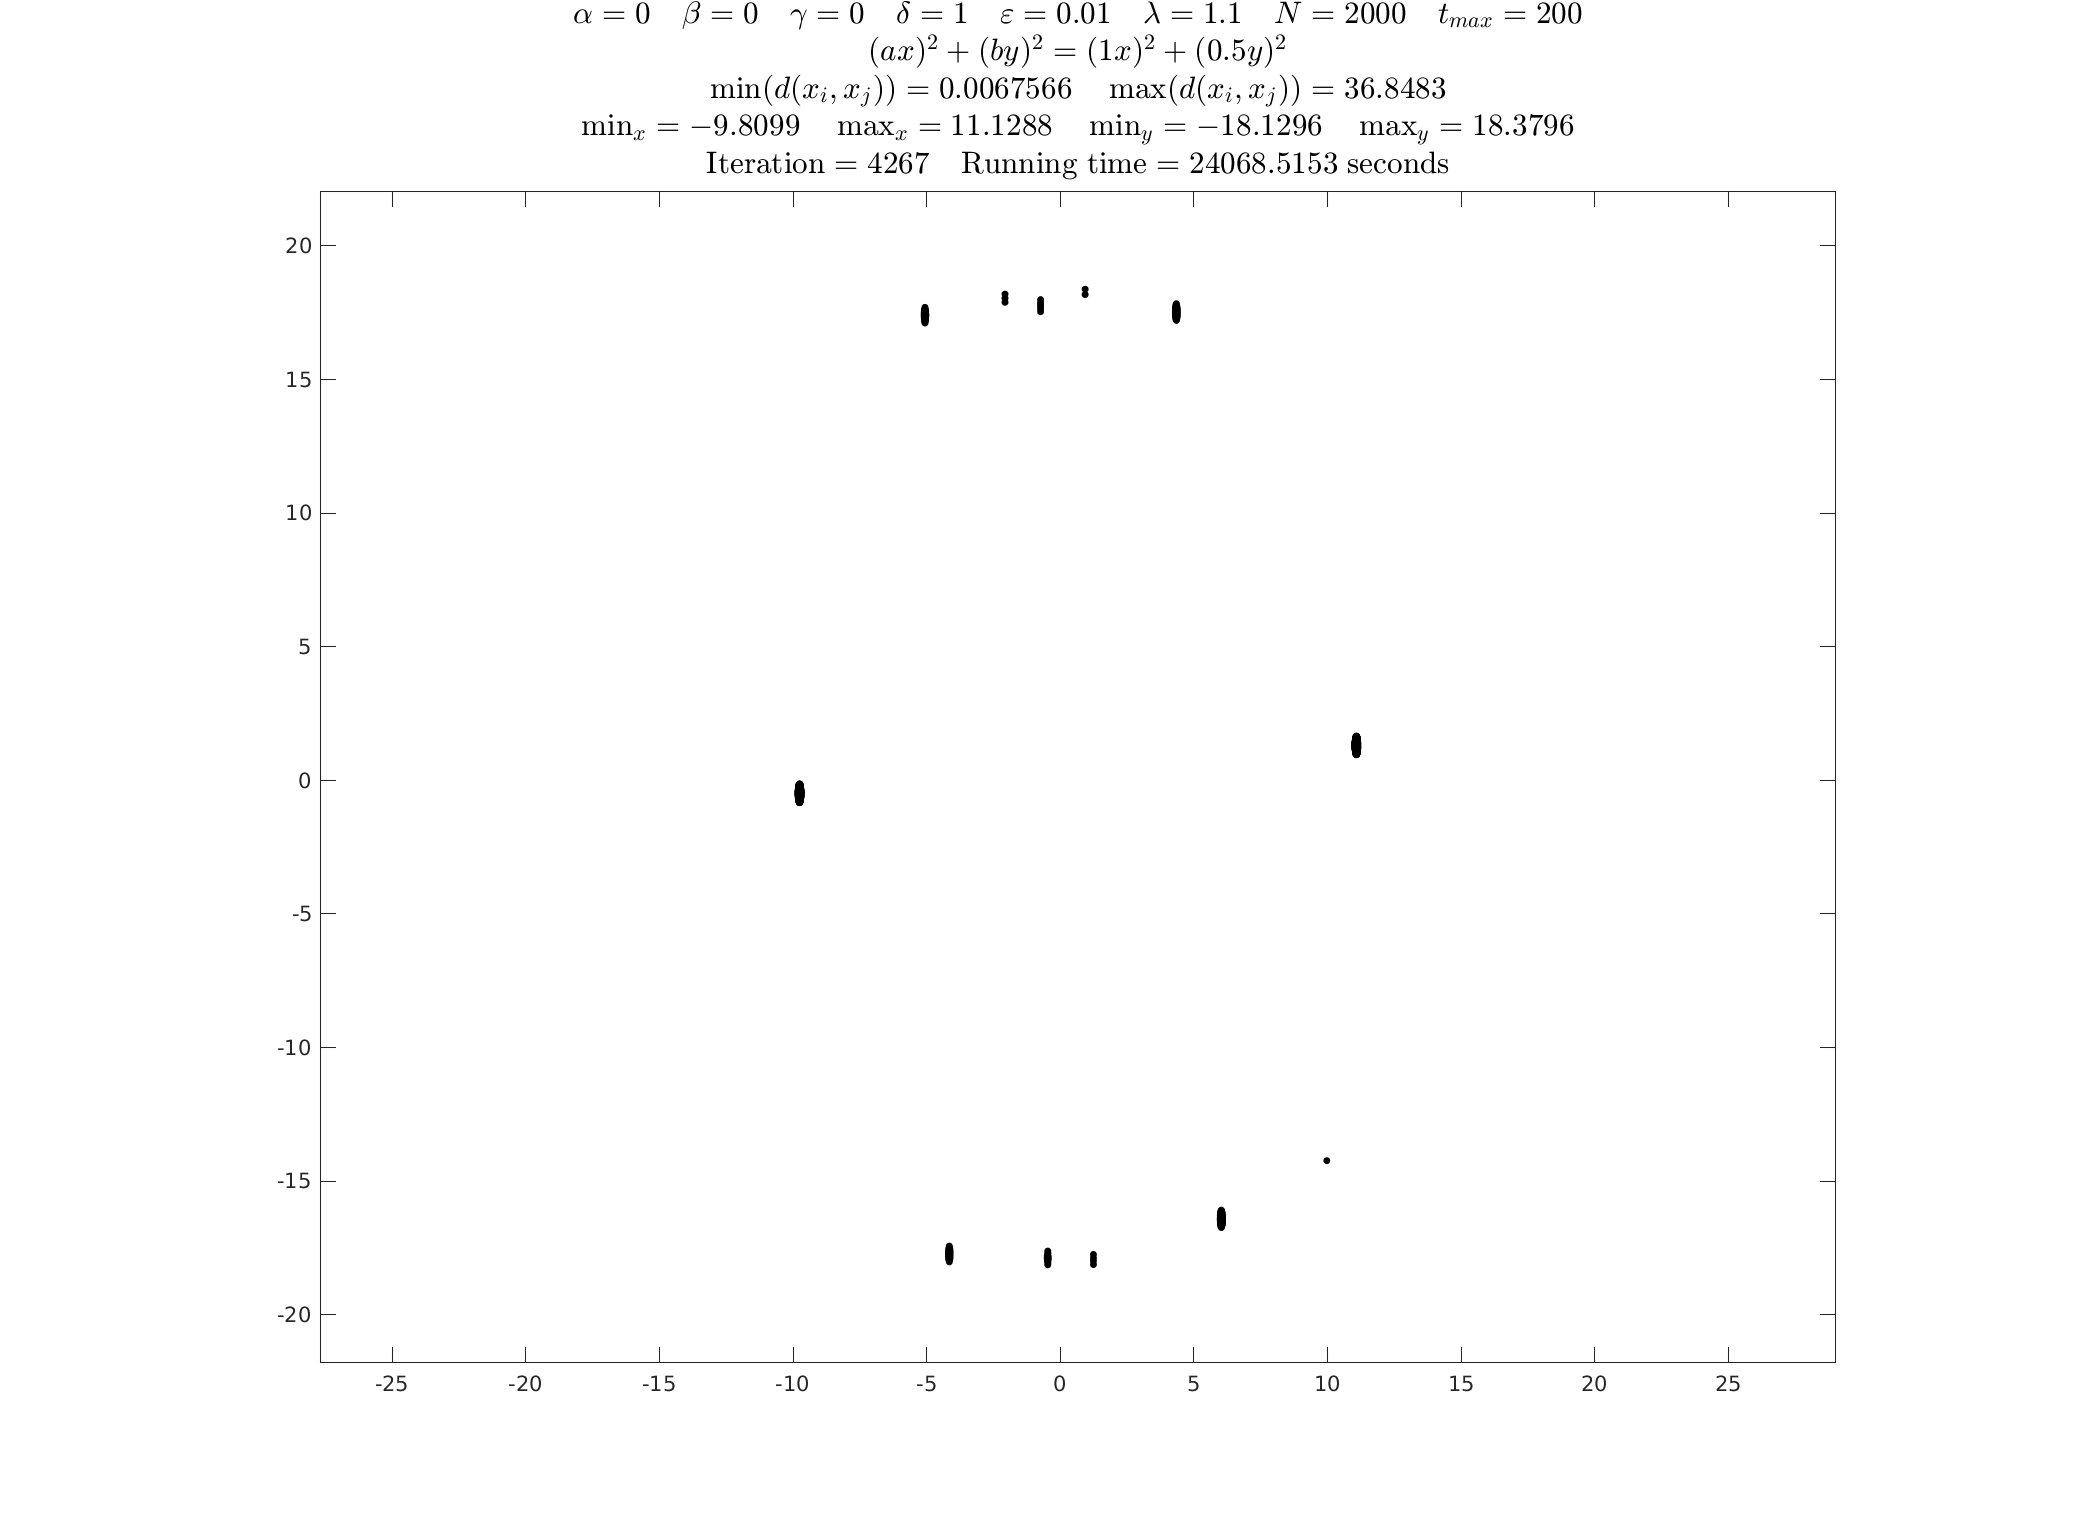 α = 0 β = 0 γ = 0 δ = 1 ε = 0.01 λ = 1.1 N = 2000 t_{max} = 200
(ax)² + (by)² = (1x)² + (0.5y)²
min(d(x_i, x_j)) = 0.0067566 max(d(x_i, x_j)) = 36.8483
min_x = −9.8099 max_x = 11.1288 min_y = −18.1296 max_y = 18.3796
Iteration = 4267 Running time = 24068.5153 seconds
20
15
10
5
0
-5
-10
-15
-20
-25 -20 -15 -10 -5 0 5 10 15 20 25